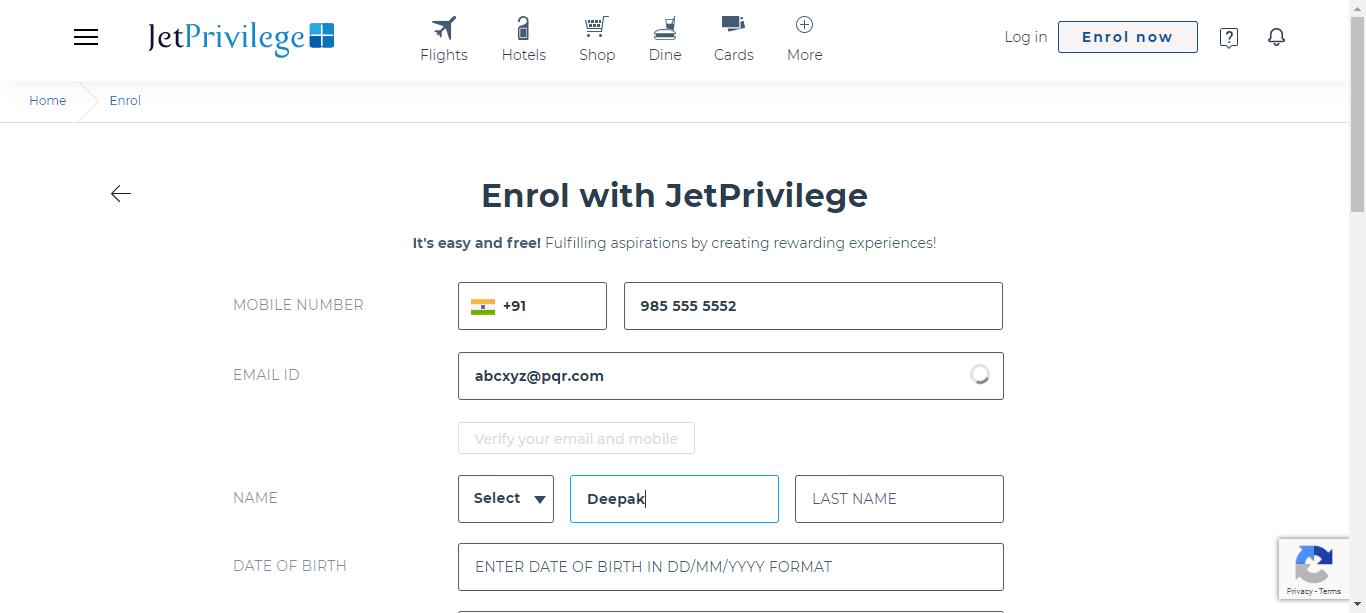 JetPrivilege
Flights Hotels Shop Dine Cards More
Log in Enrol now
Home Enrol
Enrol with JetPrivilege
It's easy and free! Fulfilling aspirations by creating rewarding experiences!
MOBILE NUMBER +91 985 555 5552
EMAIL ID abcxyz@pqr.com
Verify your email and mobile
NAME Select Deepak LAST NAME
DATE OF BIRTH ENTER DATE OF BIRTH IN DD/MM/YYYY FORMAT
Privacy - Terms